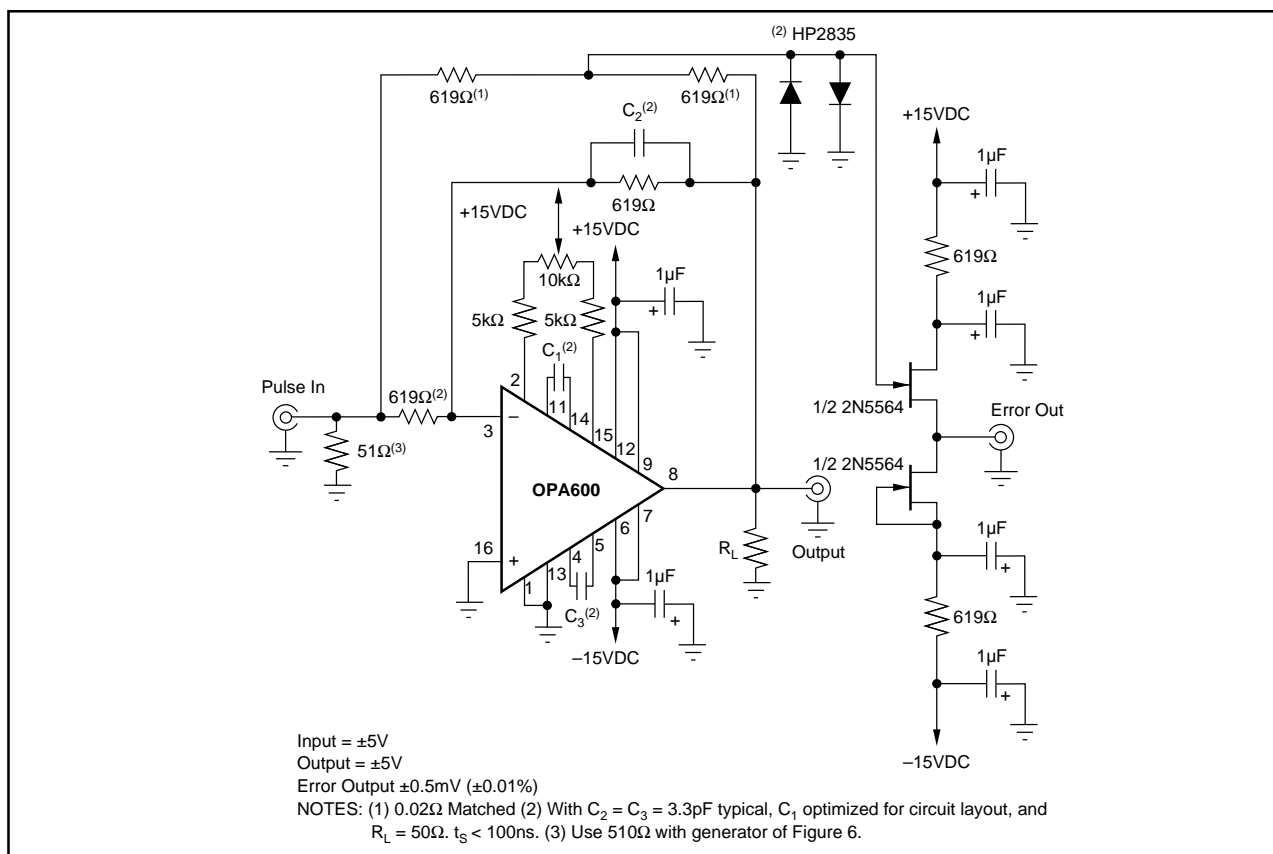 (2) HP2835
619Ω(1)
619Ω(1)
C2(2)
619Ω
+15VDC
+15VDC
10kΩ
5kΩ
5kΩ
1µF
+
C1(2)
2
11
14
15
12
9
Pulse In
619Ω(2)
51Ω(3)
3
–
OPA600
8
7
6
5
4
13
1
16
+
C3(2)
1µF
+
–15VDC
RL
Output
+15VDC
1µF
+
619Ω
1µF
+
1/2 2N5564
Error Out
1/2 2N5564
1µF
+
619Ω
1µF
+
–15VDC
Input = ±5V
Output = ±5V
Error Output ±0.5mV (±0.01%)
NOTES: (1) 0.02Ω Matched (2) With C2 = C3 = 3.3pF typical, C1 optimized for circuit layout, and
RL = 50Ω. tS < 100ns. (3) Use 510Ω with generator of Figure 6.